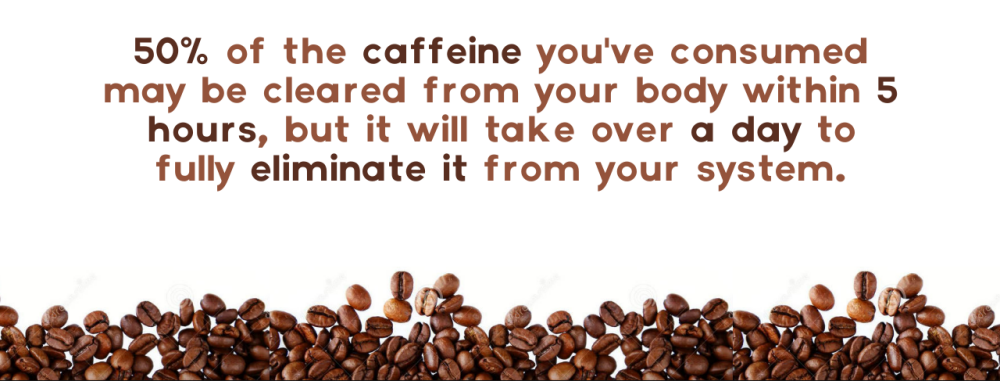 50% of the caffeine you've consumed
may be cleared from your body within 5
hours, but it will take over a day to
fully eliminate it from your system.